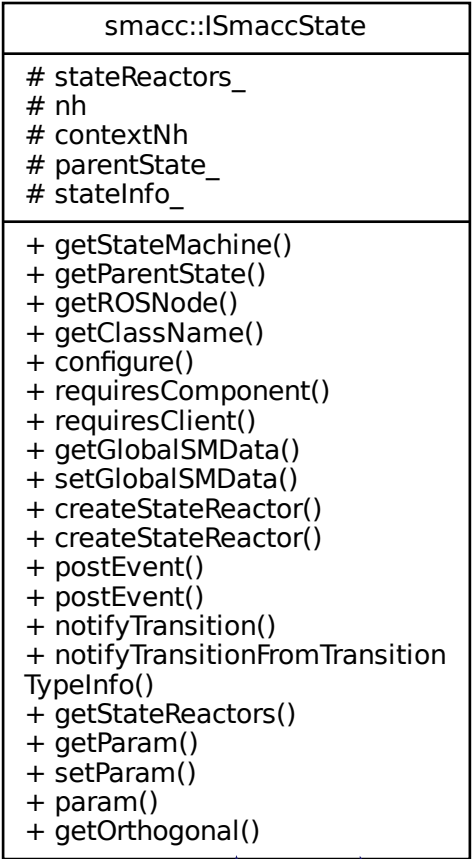 smacc::ISmaccState
# stateReactors_
# nh
# contextNh
# parentState_
# stateInfo_
+ getStateMachine()
+ getParentState()
+ getROSNode()
+ getClassName()
+ configure()
+ requiresComponent()
+ requiresClient()
+ getGlobalSMData()
+ setGlobalSMData()
+ createStateReactor()
+ createStateReactor()
+ postEvent()
+ postEvent()
+ notifyTransition()
+ notifyTransitionFromTransition
TypeInfo()
+ getStateReactors()
+ getParam()
+ setParam()
+ param()
+ getOrthogonal()